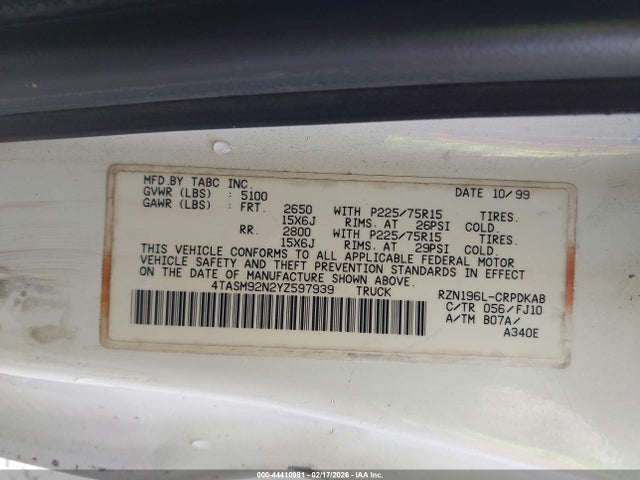 MFD.BY TABC INC. DATE 10/99
GVWR (LBS) : 5100
GAWR (LBS) : FRT. 2650 WITH P225/75R15 TIRES.
15X6J RIMS. AT 26PSI COLD.
RR. 2800 WITH P225/75R15 TIRES.
15X6J RIMS. AT 29PSI COLD.
THIS VEHICLE CONFORMS TO ALL APPLICABLE FEDERAL MOTOR
VEHICLE SAFETY AND THEFT PREVENTION STANDARDS IN EFFECT
ON THE DATE OF MANUFACTURE SHOWN ABOVE.
4TASM92N2YZ597939 TRUCK RZN196L-CRPDKAB
C/TR 056/FJ10
A/TM B07A/
A340E
000-44410981 - 02/17/2026 - IAA Inc.